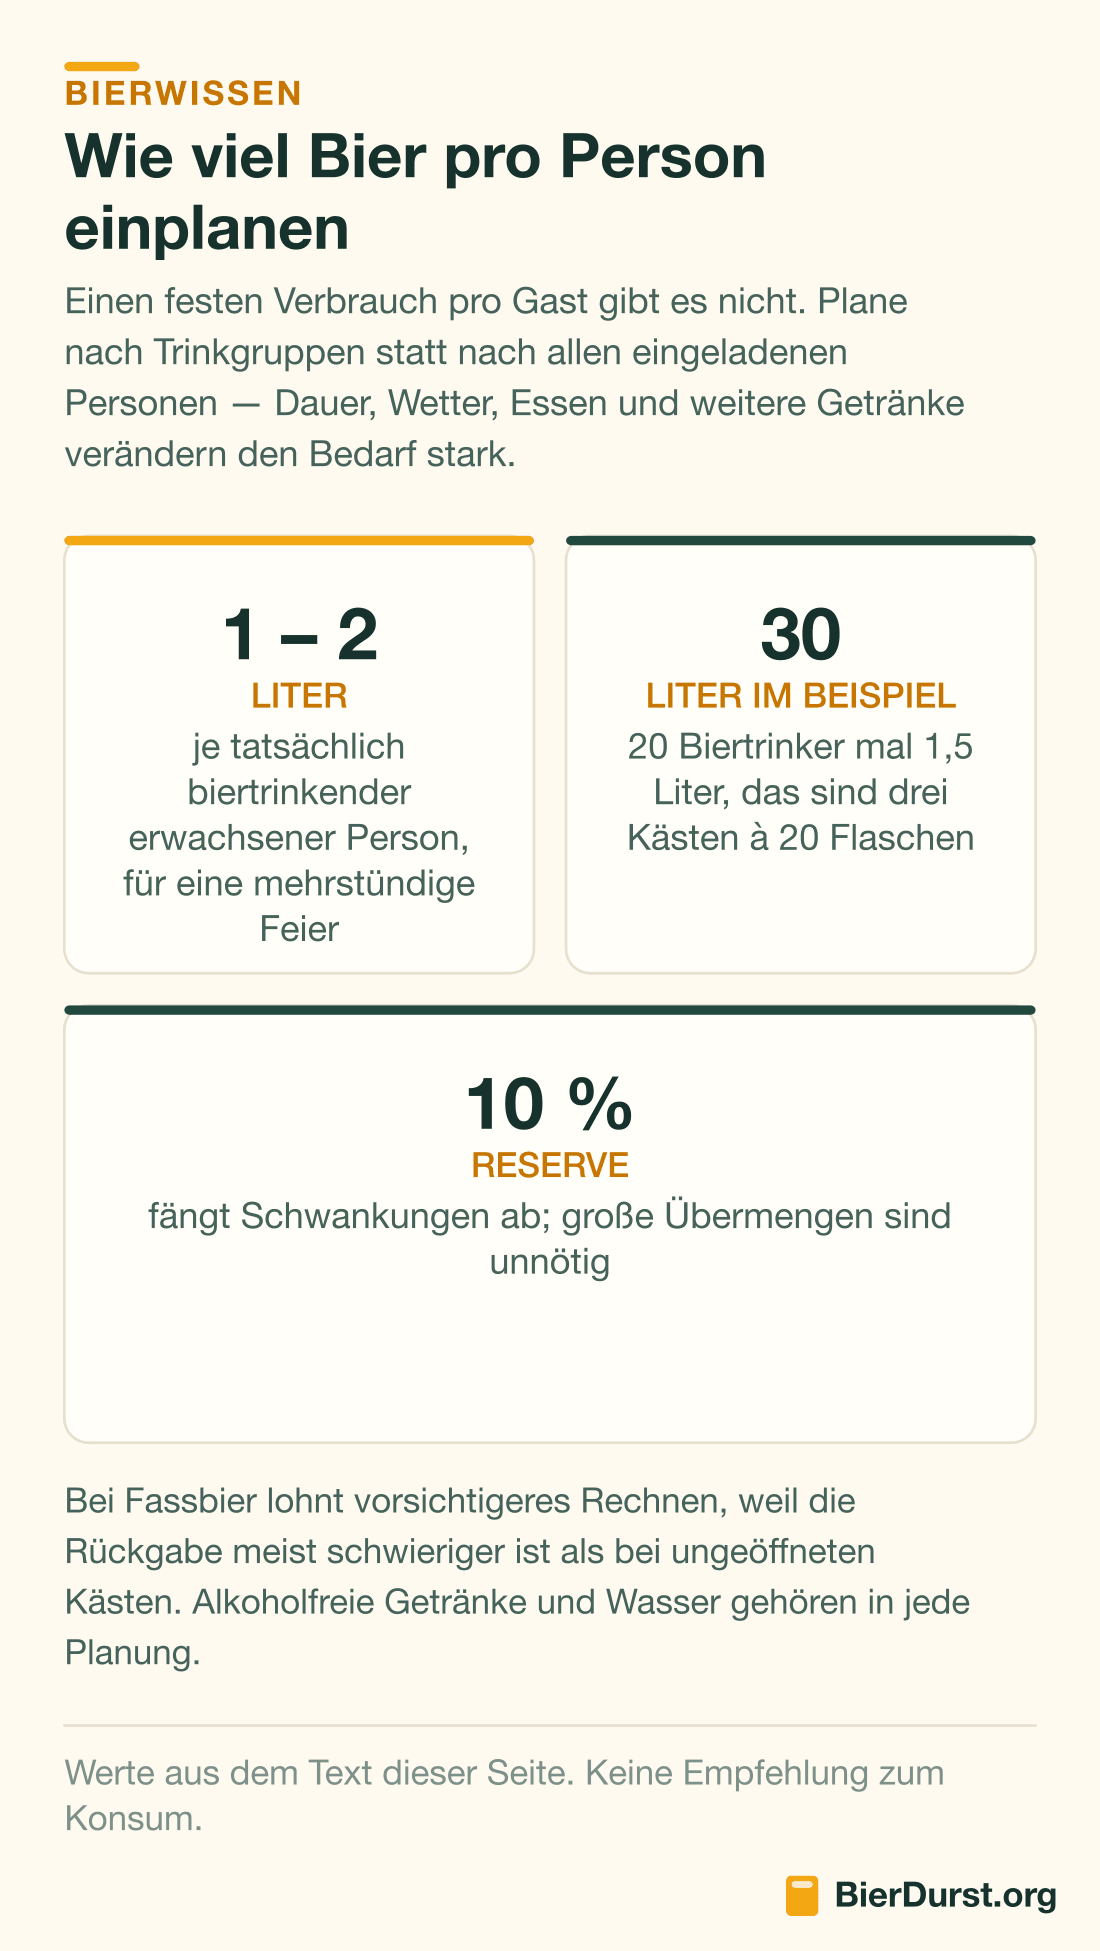 BIERWISSEN
Wie viel Bier pro Person
einplanen
Einen festen Verbrauch pro Gast gibt es nicht. Plane
nach Trinkgruppen statt nach allen eingeladenen
Personen — Dauer, Wetter, Essen und weitere Getränke
verändern den Bedarf stark.
1 – 2
LITER
je tatsächlich
biertrinkender
erwachsener Person,
für eine mehrstündige
Feier
30
LITER IM BEISPIEL
20 Biertrinker mal 1,5
Liter, das sind drei
Kästen à 20 Flaschen
10 %
RESERVE
fängt Schwankungen ab; große Übermengen sind
unnötig
Bei Fassbier lohnt vorsichtigeres Rechnen, weil die
Rückgabe meist schwieriger ist als bei ungeöffneten
Kästen. Alkoholfreie Getränke und Wasser gehören in jede
Planung.
Werte aus dem Text dieser Seite. Keine Empfehlung zum
Konsum.
BierDurst.org